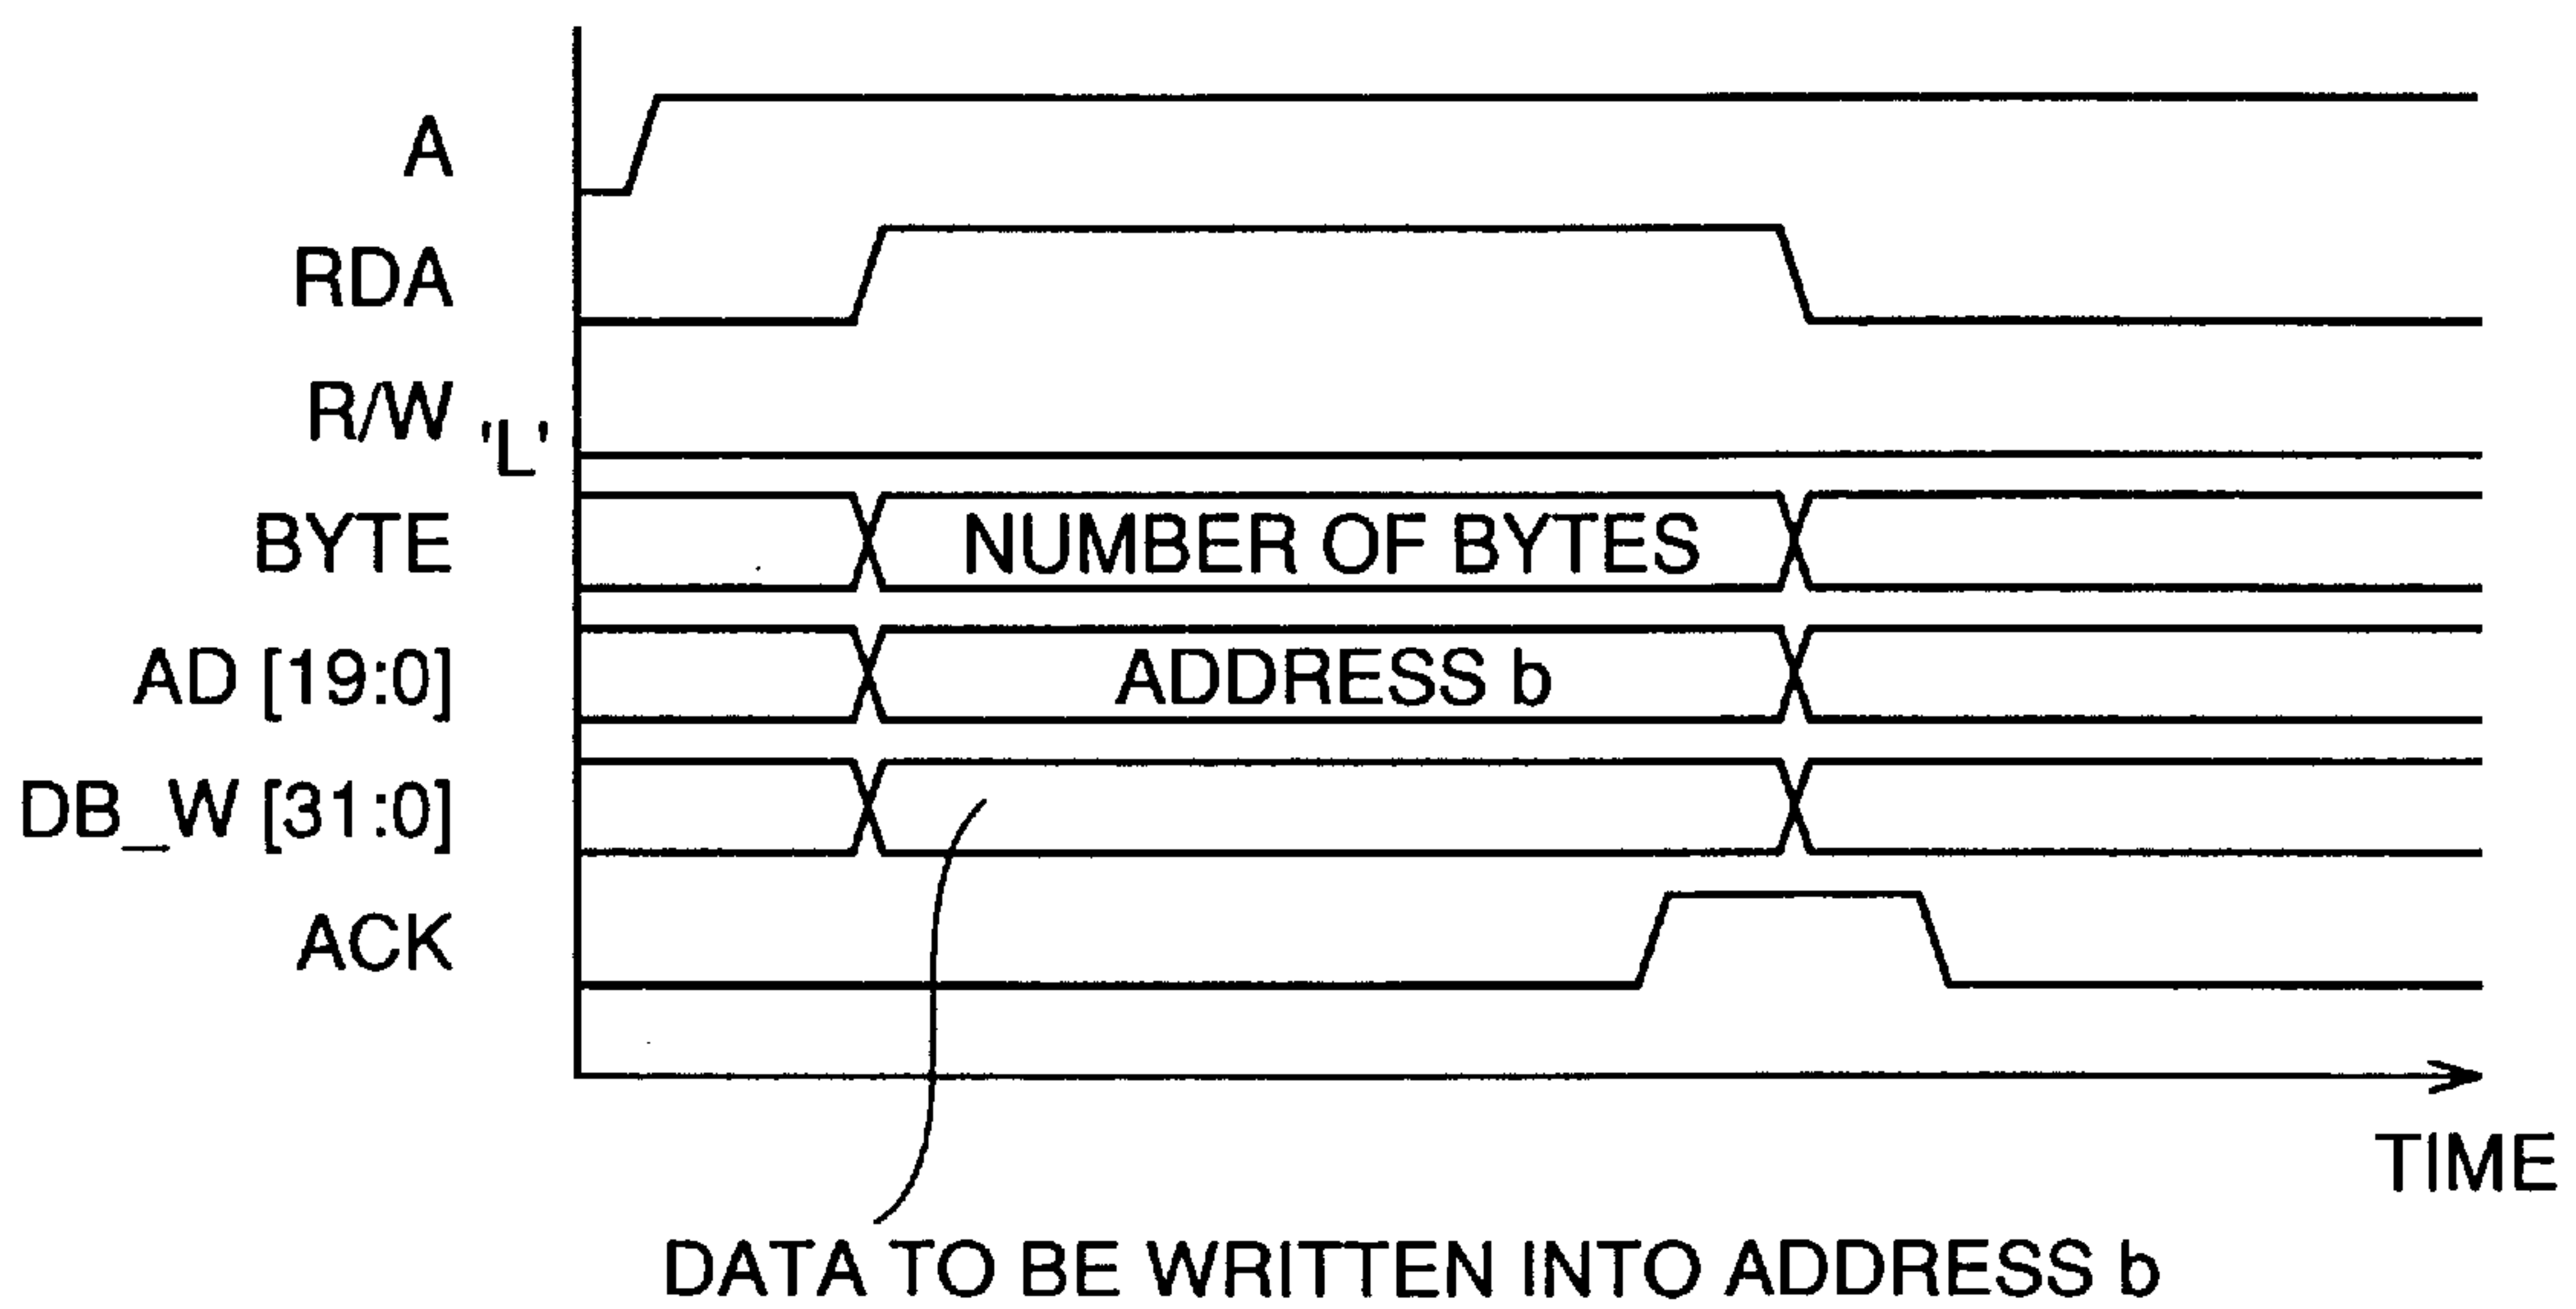 A
RDA
R/W 'L'
BYTE NUMBER OF BYTES
AD [19:0] ADDRESS b
DB_W [31:0]
ACK
TIME
DATA TO BE WRITTEN INTO ADDRESS b